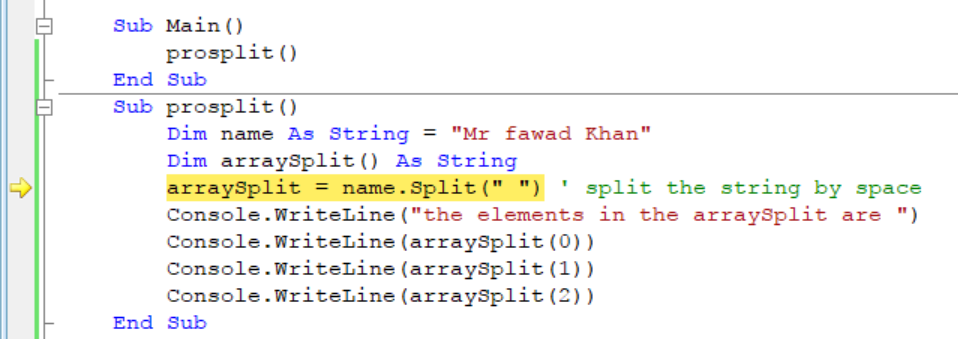 Sub Main()
prosplit()
End Sub
Sub prosplit()
Dim name As String = "Mr fawad Khan"
Dim arraySplit() As String
arraySplit = name.Split(" ") ' split the string by space
Console.WriteLine("the elements in the arraySplit are ")
Console.WriteLine(arraySplit(0))
Console.WriteLine(arraySplit(1))
Console.WriteLine(arraySplit(2))
End Sub